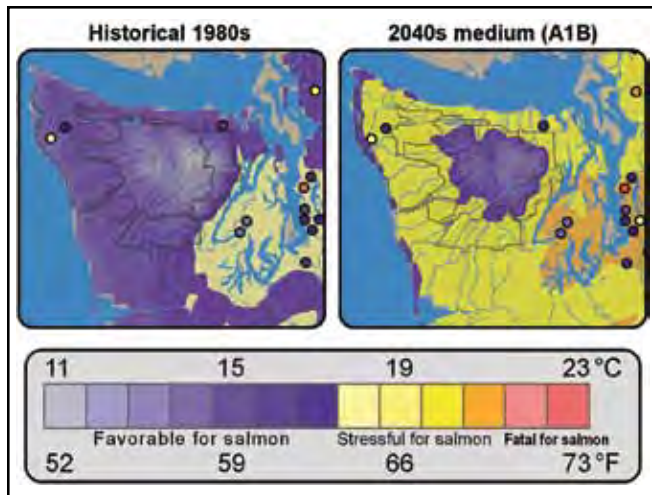 Historical 1980s
2040s medium (A1B)
11 15 19 23 °C
Favorable for salmon Stressful for salmon Fatal for salmon
52 59 66 73 °F